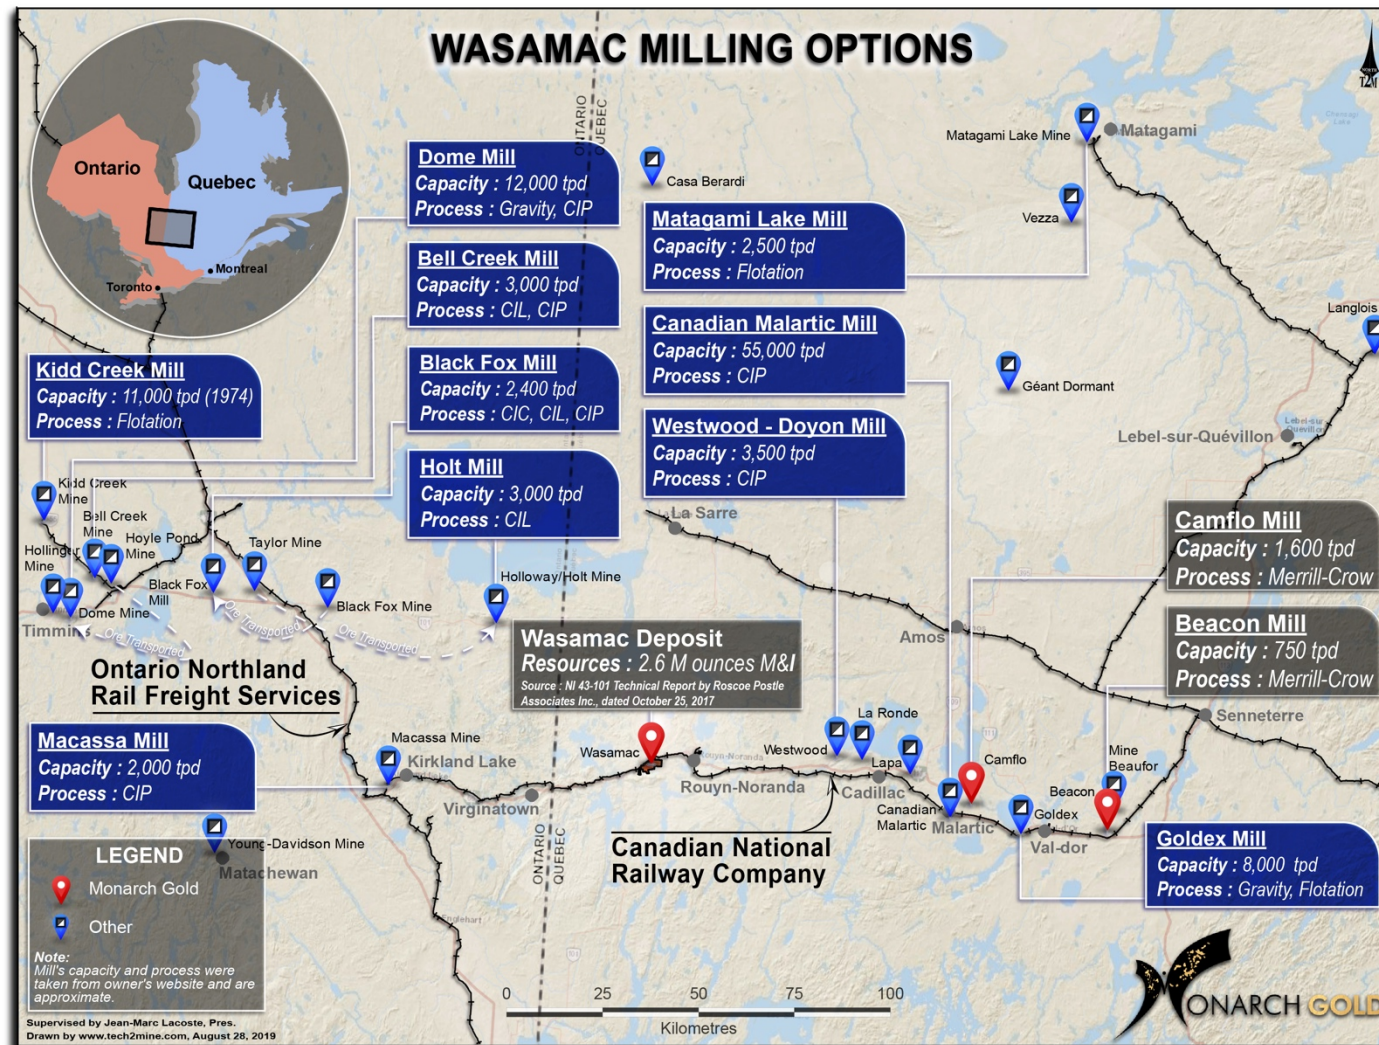 WASAMAC MILLING OPTIONS
NORTH
T2M
Ontario
Quebec
Montreal
Toronto
ONTARIO
QUEBEC
Dome Mill
Capacity : 12,000 tpd
Process : Gravity, CIP
Bell Creek Mill
Capacity : 3,000 tpd
Process : CIL, CIP
Black Fox Mill
Capacity : 2,400 tpd
Process : CIC, CIL, CIP
Holt Mill
Capacity : 3,000 tpd
Process : CIL
Kidd Creek Mill
Capacity : 11,000 tpd (1974)
Process : Flotation
Casa Berardi
Matagami Lake Mill
Capacity : 2,500 tpd
Process : Flotation
Canadian Malartic Mill
Capacity : 55,000 tpd
Process : CIP
Westwood - Doyon Mill
Capacity : 3,500 tpd
Process : CIP
Matagami Lake Mine
Matagami
Vezza
Langlois
Géant Dormant
Lebel-sur-Quévillon
Lebel-sur-
Quévillon
Camflo Mill
Capacity : 1,600 tpd
Process : Merrill-Crow
Beacon Mill
Capacity : 750 tpd
Process : Merrill-Crow
Kidd Creek
Mine
Bell Creek
Mine
Hoyle Pond
Mine
Hollinger
Mine
Dome Mine
Timmins
Black Fox
Mill
Taylor Mine
Black Fox Mine
Holloway/Holt Mine
Ore Transported
Ore Transported
Ore Transported
La Sarre
Amos
Senneterre
Wasamac Deposit
Resources : 2.6 M ounces M&I
Source : NI 43-101 Technical Report by Roscoe Postle
Associates Inc., dated October 25, 2017
Ontario Northland
Rail Freight Services
Macassa Mill
Capacity : 2,000 tpd
Process : CIP
Macassa Mine
Kirkland Lake
Virginatown
Wasamac
Rouyn-Noranda
Rouyn-Noranda
Westwood
La Ronde
Lapa
Cadillac
Canadian
Malartic
Malartic
Camflo
Goldex
Val-dor
Beacon
Mine
Beaufor
Canadian National
Railway Company
ONTARIO
QUEBEC
Goldex Mill
Capacity : 8,000 tpd
Process : Gravity, Flotation
Young-Davidson Mine
Matachewan
Englehart
LEGEND
Monarch Gold
Other
Note:
Mill's capacity and process were
taken from owner's website and are
approximate.
Supervised by Jean-Marc Lacoste, Pres.
Drawn by www.tech2mine.com, August 28, 2019
0 25 50 75 100
Kilometres
MONARCH GOLD